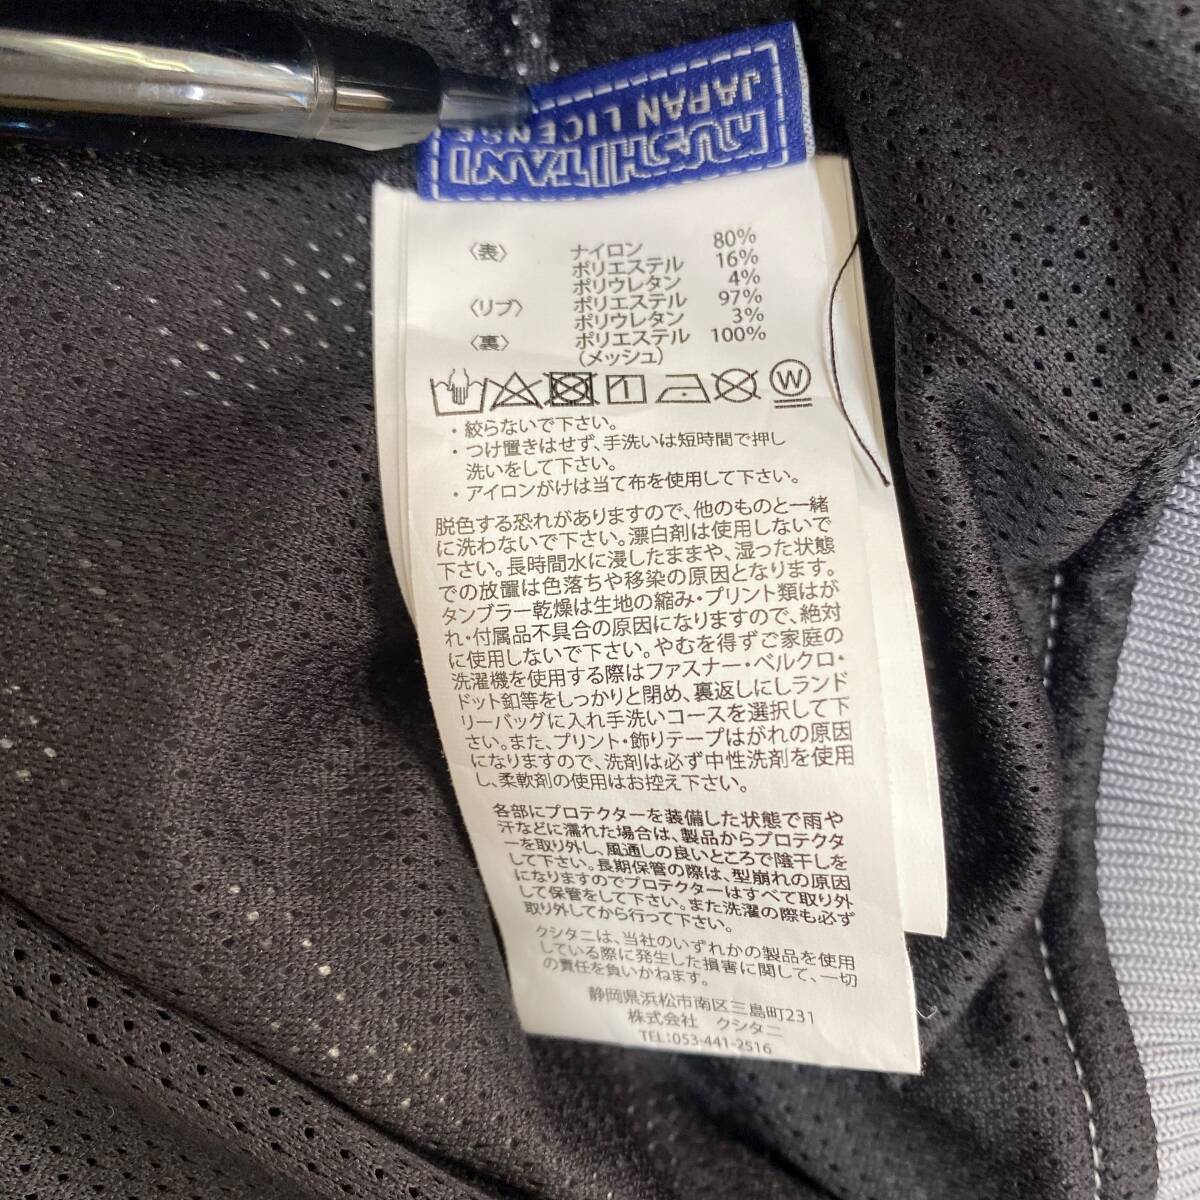 KUSHITANI
JAPAN LICENSE
〈表〉 ナイロン 80%
ポリエステル 16%
ポリウレタン 4%
〈リブ〉 ポリエステル 97%
ポリウレタン 3%
〈裏〉 ポリエステル 100%
（メッシュ）
W
・絞らないで下さい。
・つけ置きはせず、手洗いは短時間で押し
洗いをして下さい。
・アイロンがけは当て布を使用して下さい。
脱色する恐れがありますので、他のものと一緒
に洗わないで下さい。漂白剤は使用しないで
下さい。長時間水に浸したままや、湿った状態
での放置は色落ちや移染の原因となります。
タンブラー乾燥は生地の縮み・プリント類はが
れ・付属品不具合の原因になりますので、絶対
に使用しないで下さい。やむを得ずご家庭の
洗濯機を使用する際はファスナー・ベルクロ・
ドット釦等をしっかりと閉め、裏返しにしランド
リーバッグに入れ手洗いコースを選択して下
さい。また、プリント・飾りテープはがれの原因
になりますので、洗剤は必ず中性洗剤を使用
し、柔軟剤の使用はお控え下さい。
各部にプロテクターを装備した状態で雨や
汗などに濡れた場合は、製品からプロテクタ
ーを取り外し、風通しの良いところで陰干しを
して下さい。長期保管の際は、型崩れの原因
になりますのでプロテクターはすべて取り外
して保管をして下さい。また洗濯の際も必ず
取り外してから行って下さい。
クシタニは、当社のいずれかの製品を使用
している際に発生した損害に関して、一切
の責任を負いかねます。
静岡県浜松市南区三島町231
株式会社 クシタニ
TEL:053-441-2516